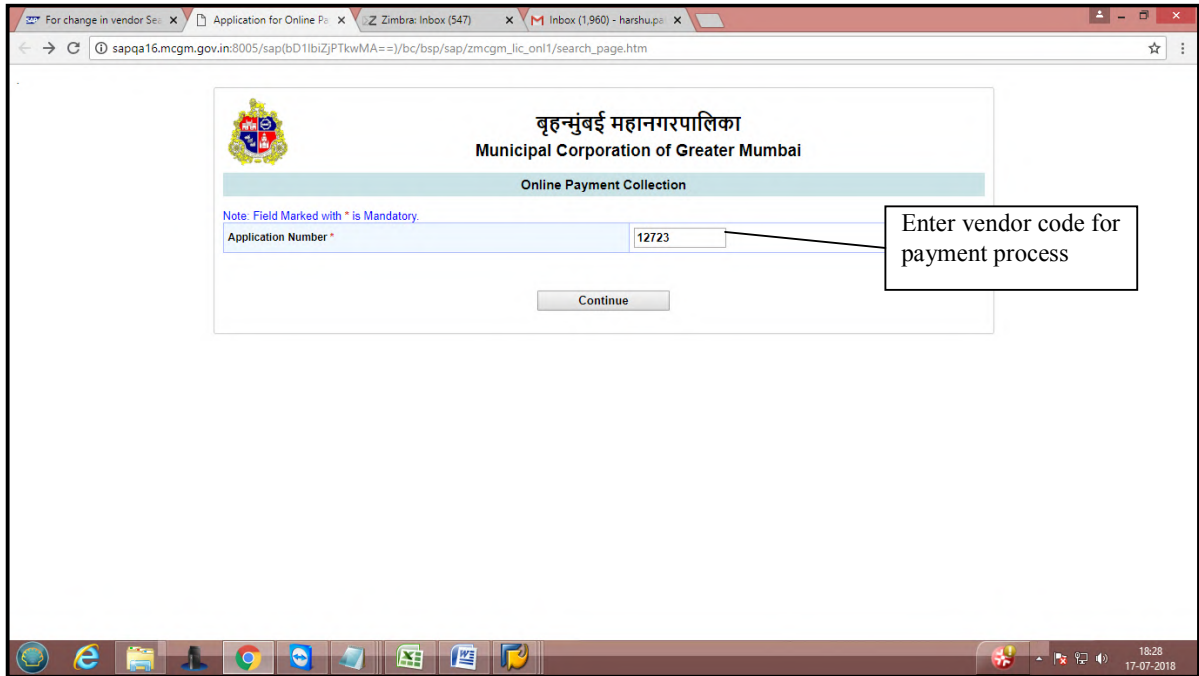 For change in vendor Sea
Application for Online Pa
Zimbra: Inbox (547)
Inbox (1,960) - harshu.pa
sapqa16.mcgm.gov.in:8005/sap(bD1lbiZjPTkwMA==)/bc/bsp/sap/zmcgm_lic_onl1/search_page.htm
बृहन्मुंबई महानगरपालिका
Municipal Corporation of Greater Mumbai
Online Payment Collection
Note: Field Marked with * is Mandatory.
Application Number *
12723
Enter vendor code for
payment process
Continue
18:28
17-07-2018